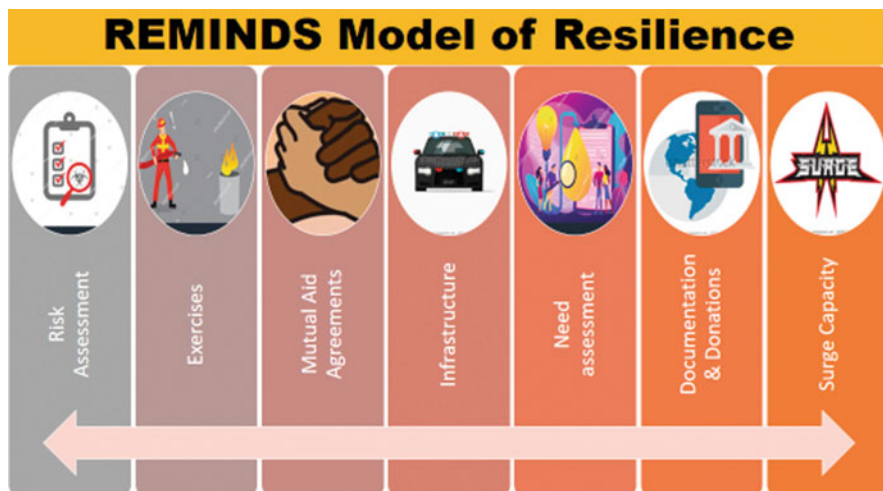 REMINDS Model of Resilience
Risk
Assessment
Exercises
Mutual Aid
Agreements
Infrastructure
Need
assessment
Documentation
& Donations
SURGE
Surge Capacity